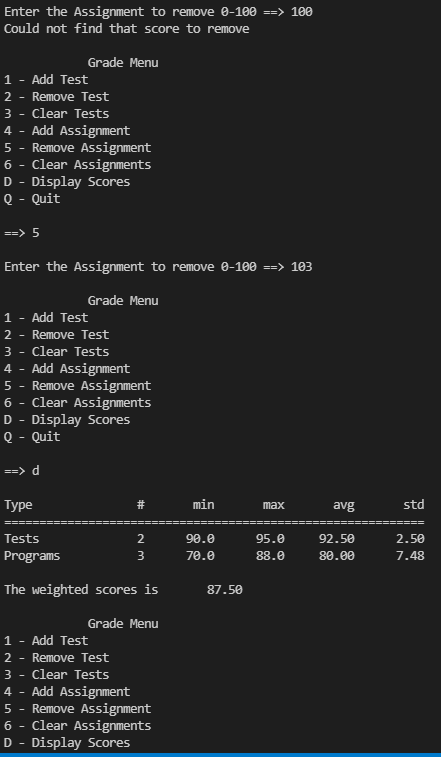 Enter the Assignment to remove 0-100 ==> 100
Could not find that score to remove
Grade Menu
1 - Add Test
2 - Remove Test
3 - Clear Tests
4 - Add Assignment
5 - Remove Assignment
6 - Clear Assignments
D - Display Scores
Q - Quit
==> 5
Enter the Assignment to remove 0-100 ==> 103
Grade Menu
1 - Add Test
2 - Remove Test
3 - Clear Tests
4 - Add Assignment
5 - Remove Assignment
6 - Clear Assignments
D - Display Scores
Q - Quit
==> d
Type # min max avg std
============================================================
Tests 2 90.0 95.0 92.50 2.50
Programs 3 70.0 88.0 80.00 7.48
The weighted scores is 87.50
Grade Menu
1 - Add Test
2 - Remove Test
3 - Clear Tests
4 - Add Assignment
5 - Remove Assignment
6 - Clear Assignments
D - Display Scores